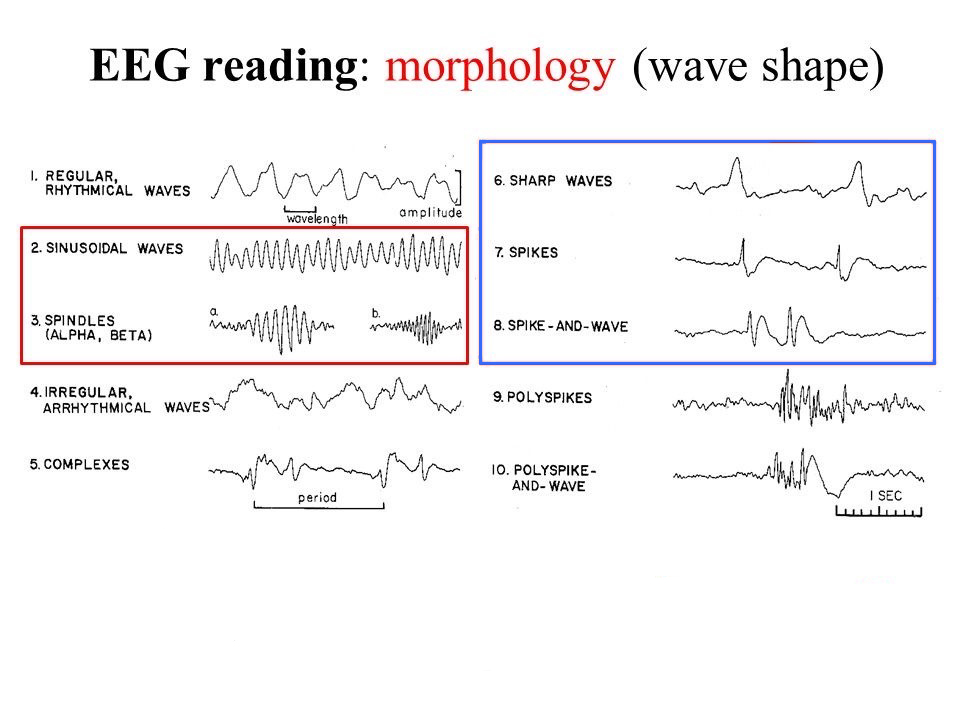 EEG reading: morphology (wave shape)
1. REGULAR,
RHYTHMICAL WAVES
wavelength
amplitude
2. SINUSOIDAL WAVES
3. SPINDLES
(ALPHA, BETA)
a.
b.
4. IRREGULAR,
ARRHYTHMICAL WAVES
5. COMPLEXES
period
6. SHARP WAVES
7. SPIKES
8. SPIKE-AND-WAVE
9. POLYSPIKES
10. POLYSPIKE-
AND-WAVE
1 SEC